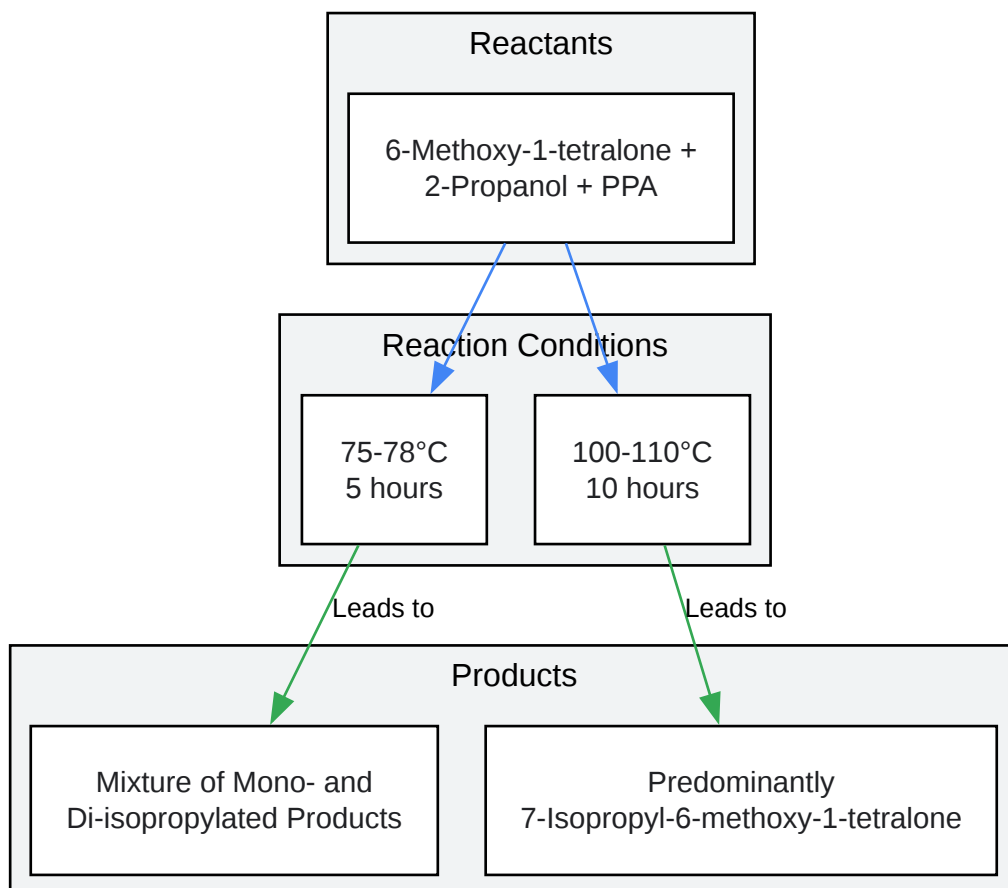 Reactants
6-Methoxy-1-tetralone +
2-Propanol + PPA
Reaction Conditions
75-78°C
5 hours
100-110°C
10 hours
Leads to
Leads to
Products
Mixture of Mono- and
Di-isopropylated Products
Predominantly
7-Isopropyl-6-methoxy-1-tetralone